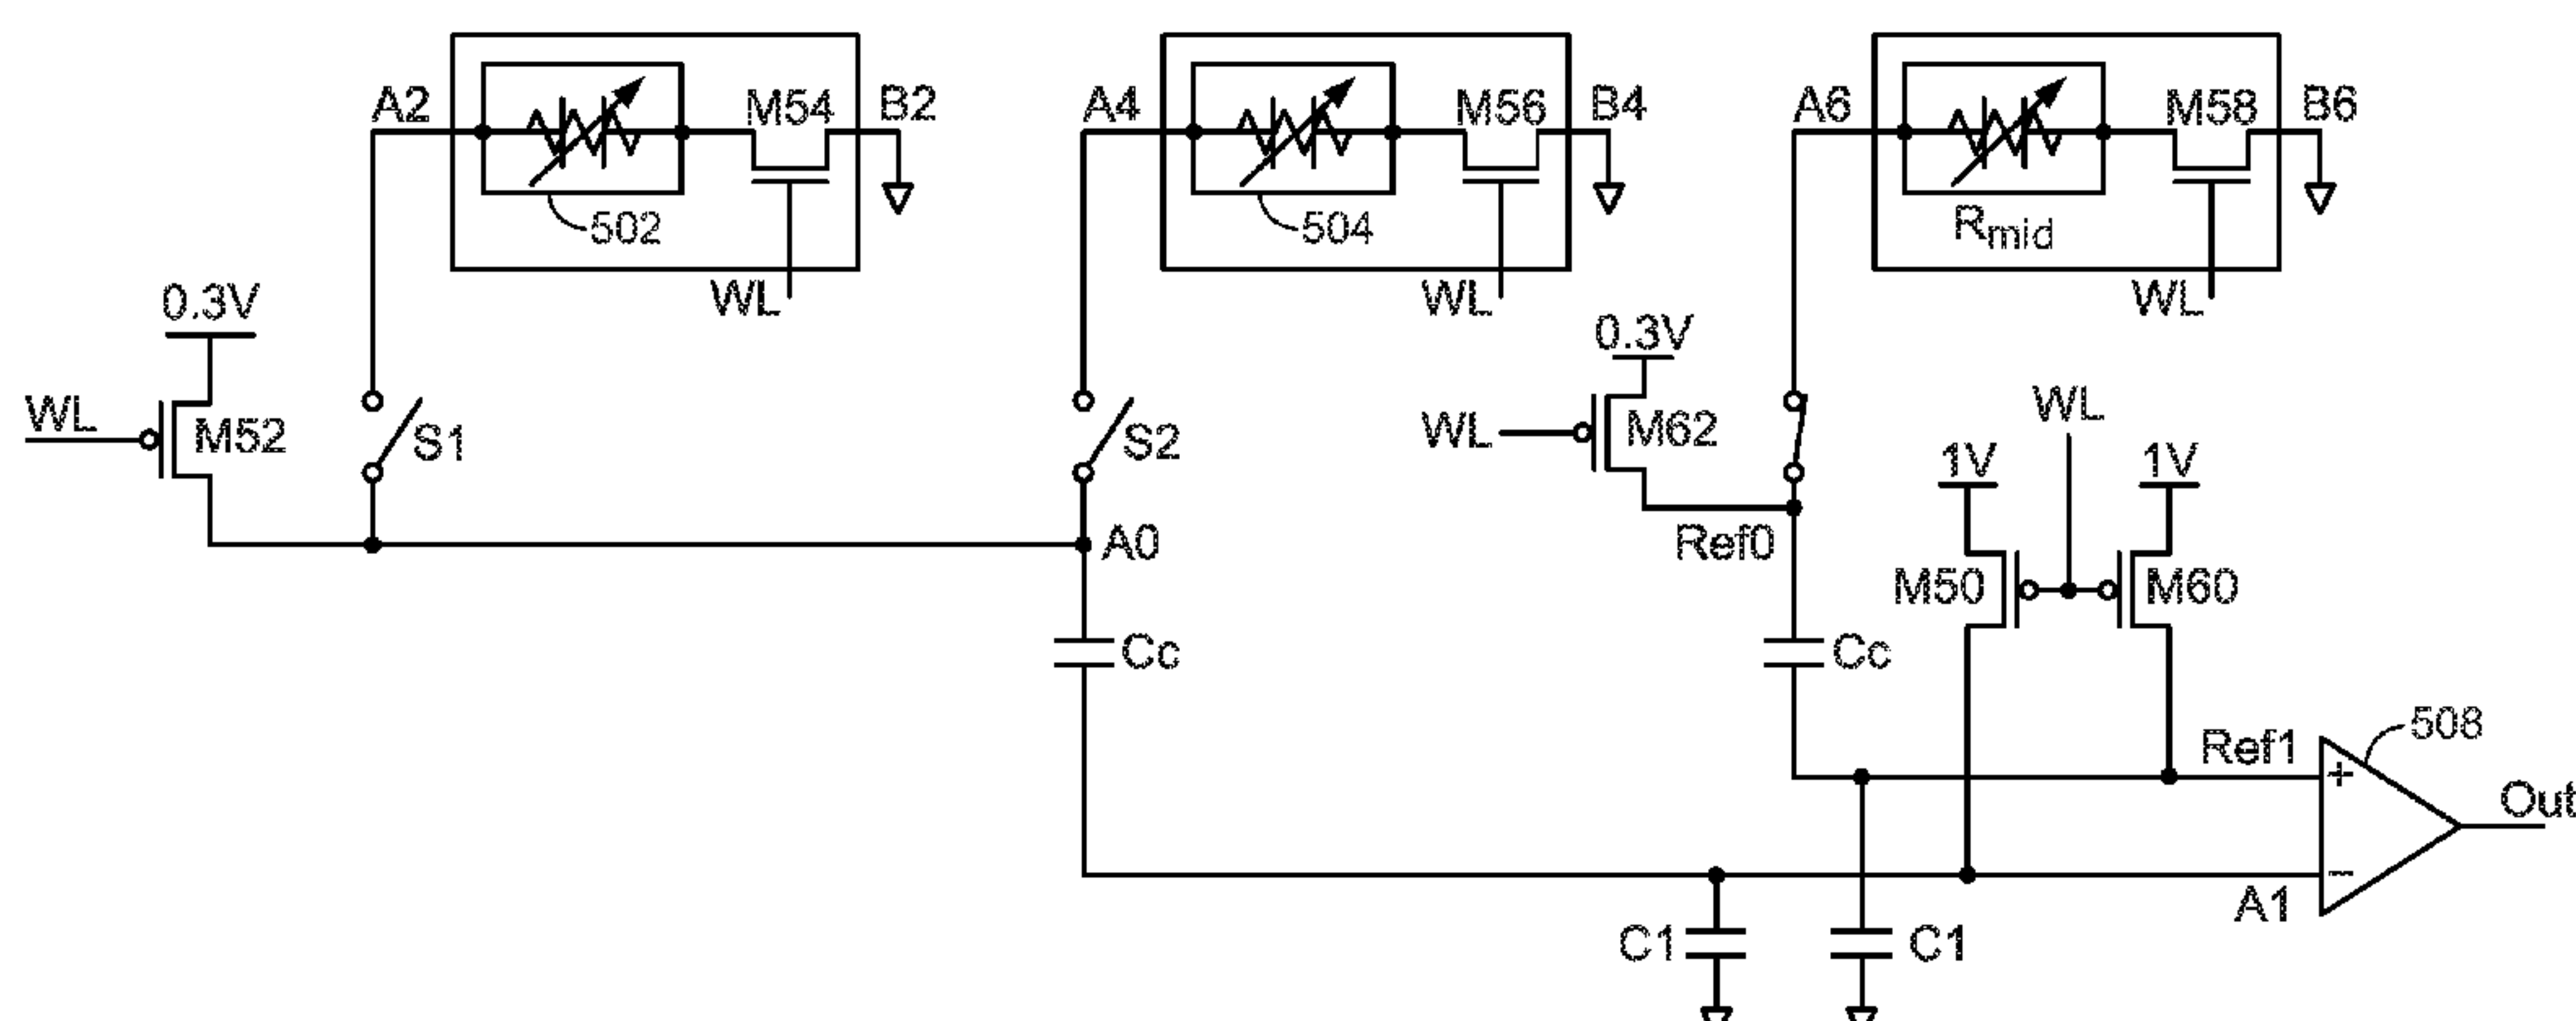 A2
M54
B2
A4
M56
B4
A6
M58
B6
502
504
Rmid
WL
WL
WL
0.3V
0.3V
WL
M52
S1
S2
WL
M62
WL
1V
1V
A0
Ref0
M50
M60
Cc
Cc
508
Ref1
+
Out
−
A1
C1
C1